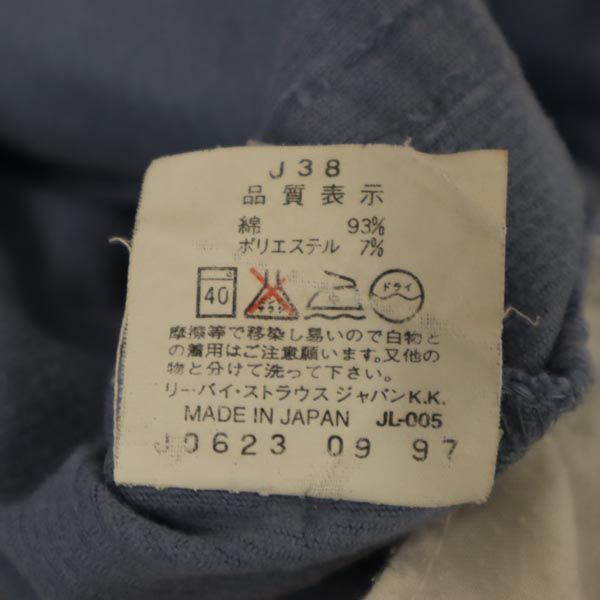 J38
品質表示
綿 93%
ポリエステル 7%
40 サラシ ドライ
摩擦等で移染し易いので白物と
の着用はご注意願います。又他の
物と分けて洗って下さい。
リーバイ・ストラウス ジャパンK.K.
MADE IN JAPAN JL-005
J0623 09 97